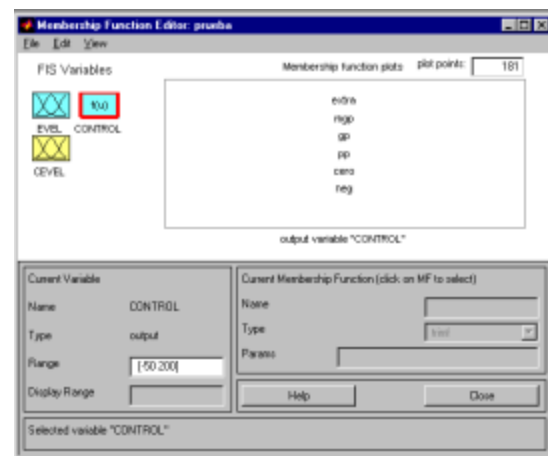 Membership Function Editor: prueba
File Edit View
FIS Variables
Membership function plots plot points: 181
f(u)
EVEL CONTROL
CEVEL
extra
mgp
gp
pp
cero
neg
output variable "CONTROL"
Current Variable
Name CONTROL
Type output
Range [-50 200]
Display Range
Current Membership Function (click on MF to select)
Name
Type trimf
Params
Help Close
Selected variable "CONTROL"